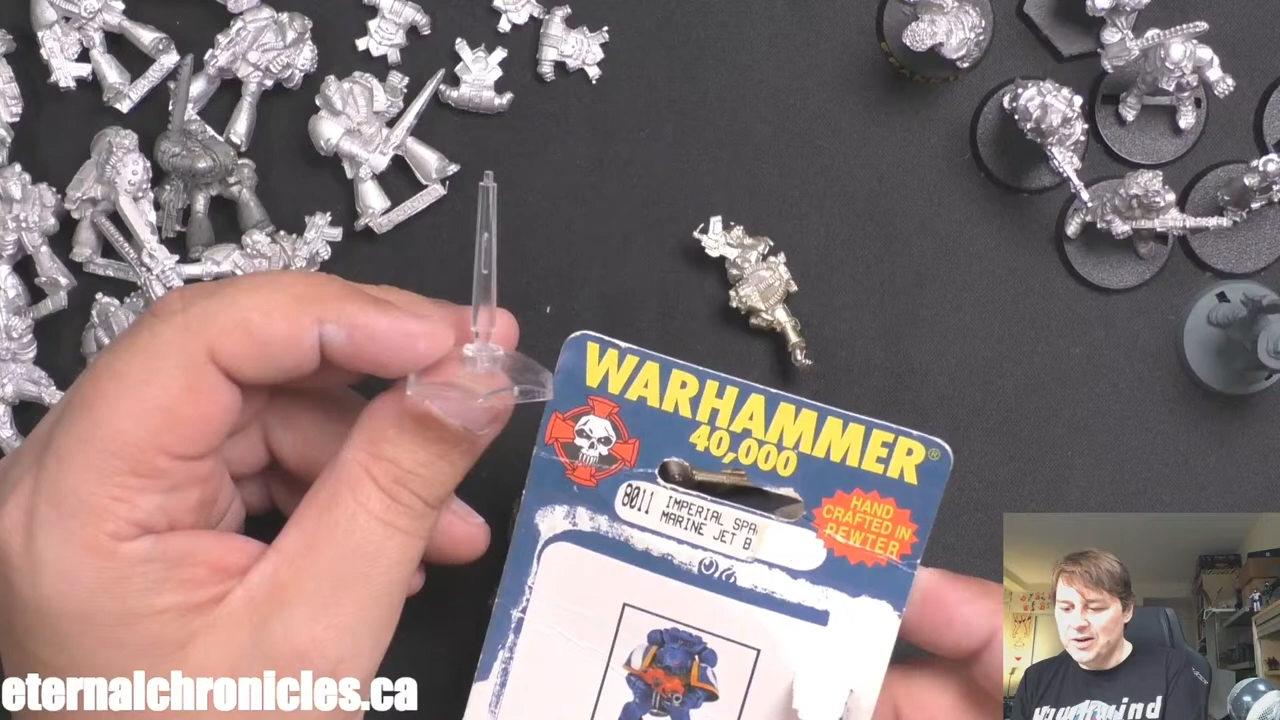 WARHAMMER®
40,000
8011 IMPERIAL SPA
MARINE JET B
HAND
CRAFTED IN
PEWTER
eternalchronicles.ca